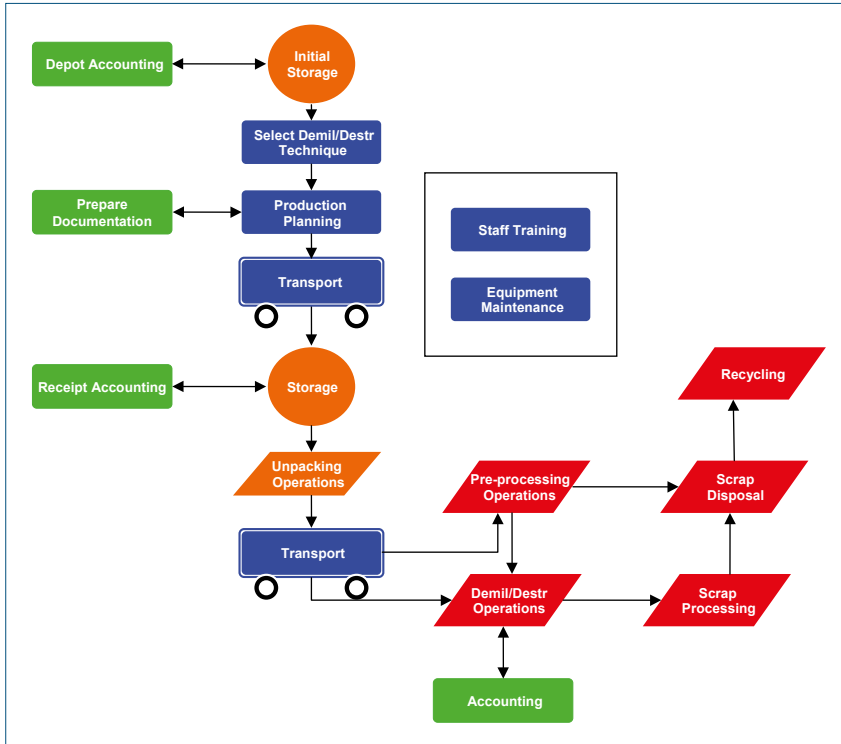 Depot Accounting
Initial
Storage
Select Demil/Destr
Technique
Prepare
Documentation
Production
Planning
Staff Training
Transport
Equipment
Maintenance
Receipt Accounting
Storage
Recycling
Unpacking
Operations
Pre-processing
Operations
Scrap
Disposal
Transport
Demil/Destr
Operations
Scrap
Processing
Accounting